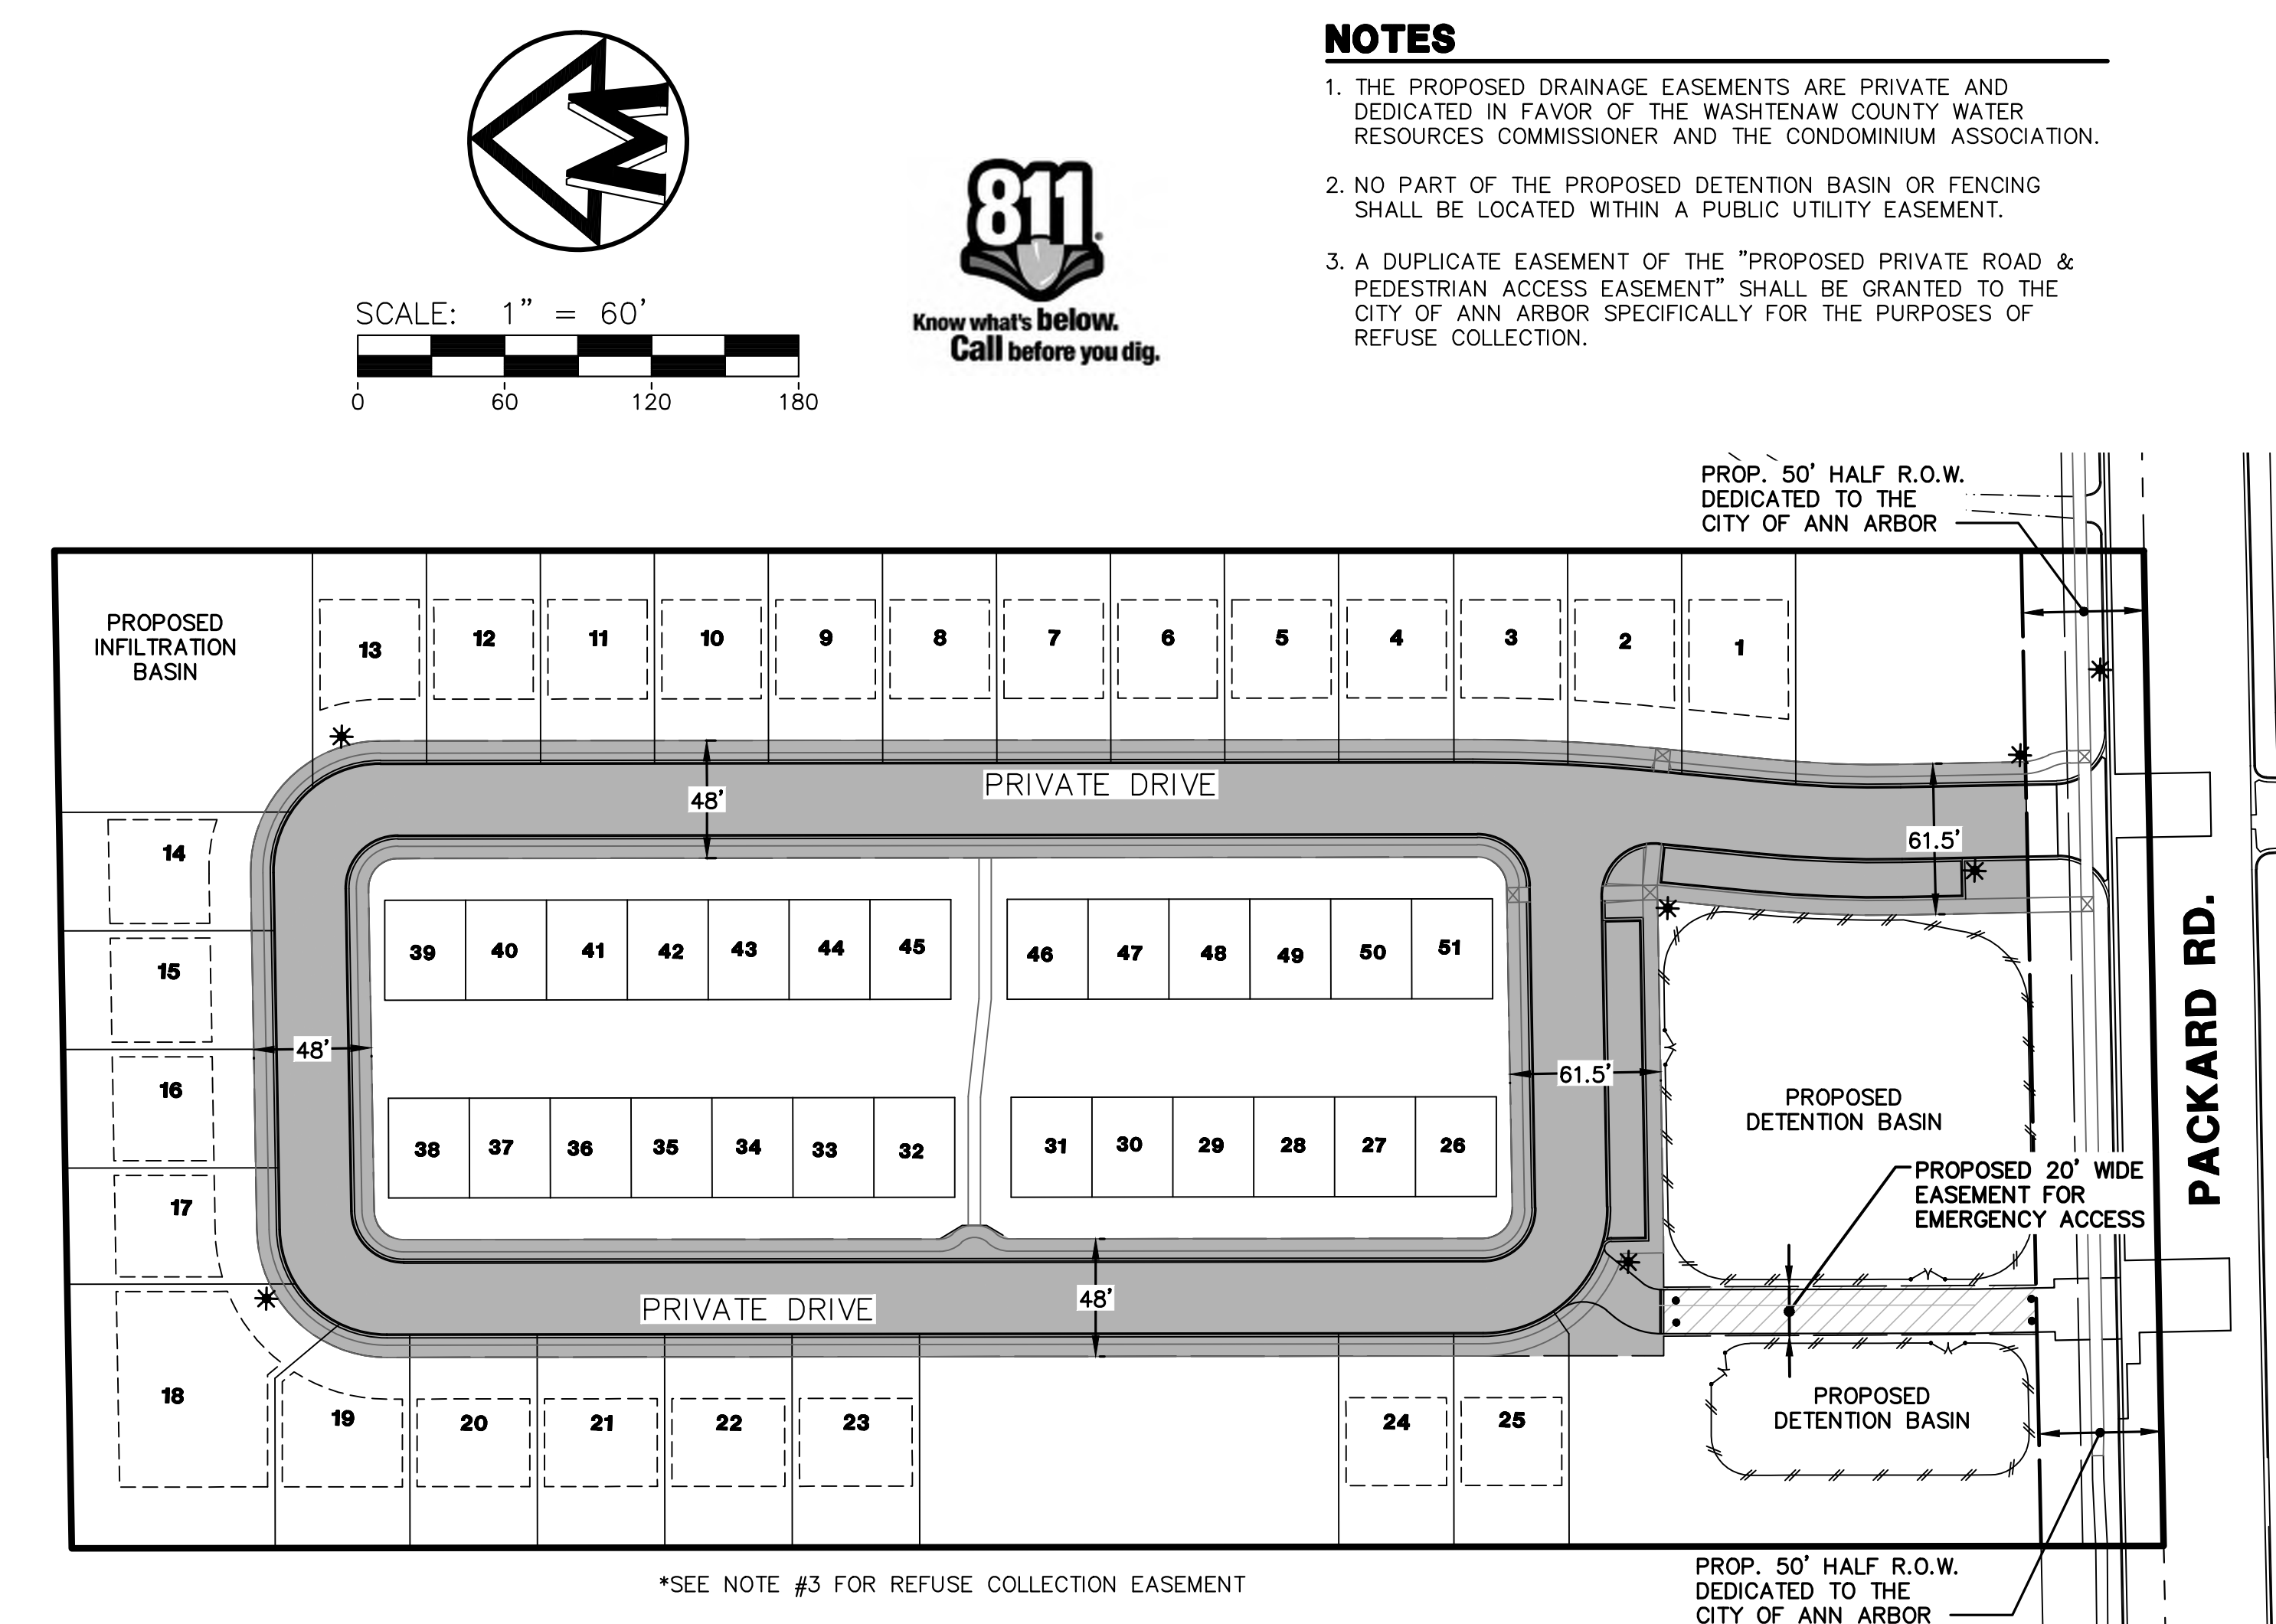 NOTES
1. THE PROPOSED DRAINAGE EASEMENTS ARE PRIVATE AND
DEDICATED IN FAVOR OF THE WASHTENAW COUNTY WATER
RESOURCES COMMISSIONER AND THE CONDOMINIUM ASSOCIATION.
2. NO PART OF THE PROPOSED DETENTION BASIN OR FENCING
SHALL BE LOCATED WITHIN A PUBLIC UTILITY EASEMENT.
3. A DUPLICATE EASEMENT OF THE "PROPOSED PRIVATE ROAD &
PEDESTRIAN ACCESS EASEMENT" SHALL BE GRANTED TO THE
CITY OF ANN ARBOR SPECIFICALLY FOR THE PURPOSES OF
REFUSE COLLECTION.
811
Know what's below.
Call before you dig.
SCALE: 1" = 60'
0 60 120 180
PROP. 50' HALF R.O.W.
DEDICATED TO THE
CITY OF ANN ARBOR
PROPOSED
INFILTRATION
BASIN
13 12 11 10 9 8 7 6 5 4 3 2 1
48'
PRIVATE DRIVE
61.5'
14
15
16
17
18
48'
39 40 41 42 43 44 45 46 47 48 49 50 51
61.5'
38 37 36 35 34 33 32 31 30 29 28 27 26
PROPOSED
DETENTION BASIN
PROPOSED 20' WIDE
EASEMENT FOR
EMERGENCY ACCESS
PACKARD RD.
PRIVATE DRIVE
48'
19 20 21 22 23 24 25
PROPOSED
DETENTION BASIN
*SEE NOTE #3 FOR REFUSE COLLECTION EASEMENT
PROP. 50' HALF R.O.W.
DEDICATED TO THE
CITY OF ANN ARBOR